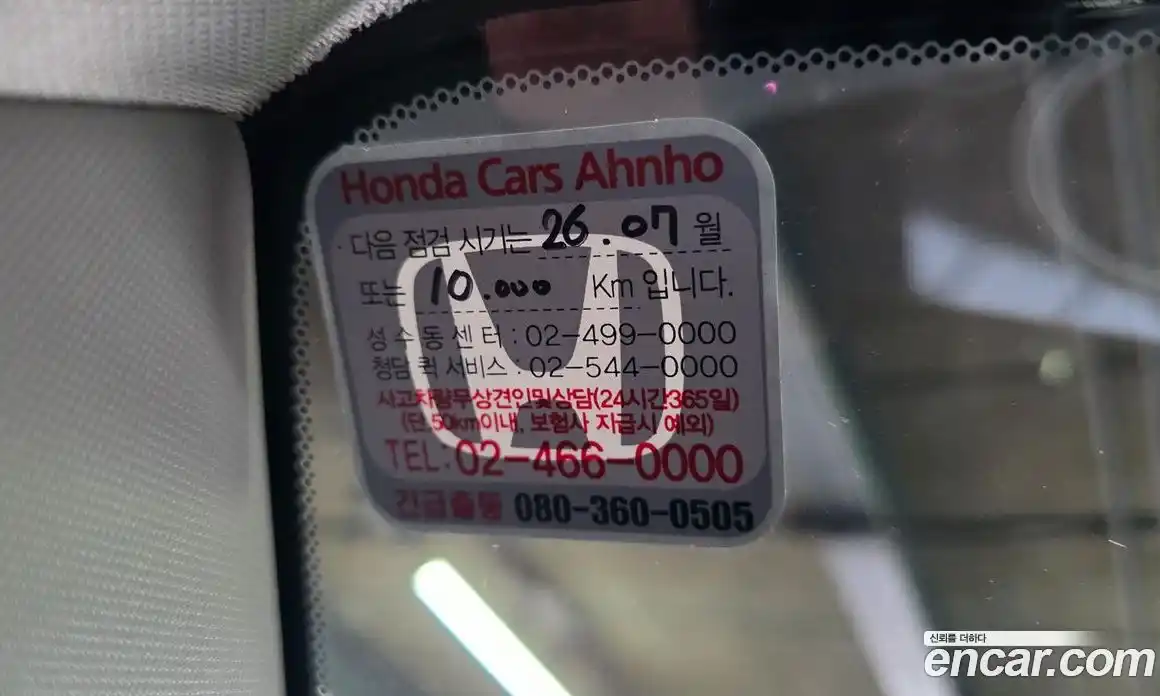 Honda Cars Ahnho
· 다음 점검 시기는 26.07 월
또는 10.000 Km 입니다.
성 수 동 센 터 : 02-499-0000
청담 퀵 서비스 : 02-544-0000
사고차량무상견인및상담(24시간365일)
(단,50km이내, 보험사 자급시 예외)
TEL:02-466-0000
긴급출동 080-360-0505
신뢰를 더하다
encar.com